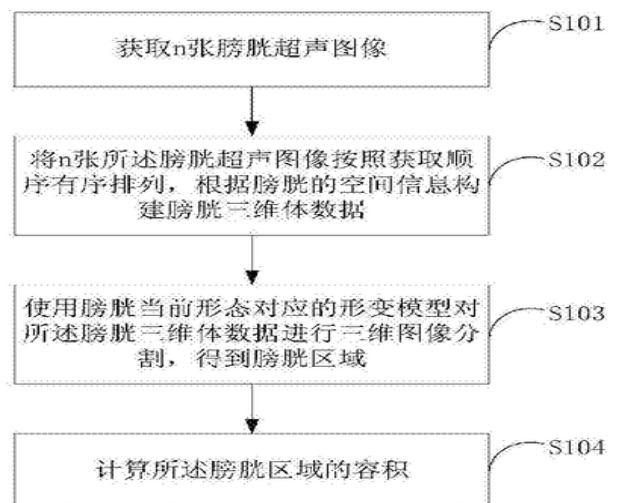 获取n张膀胱超声图像
S101
将n张所述膀胱超声图像按照获取顺
序有序排列，根据膀胱的空间信息构
建膀胱三维体数据
S102
使用膀胱当前形态对应的形变模型对
所述膀胱三维体数据进行三维图像分
割，得到膀胱区域
S103
计算所述膀胱区域的容积
S104